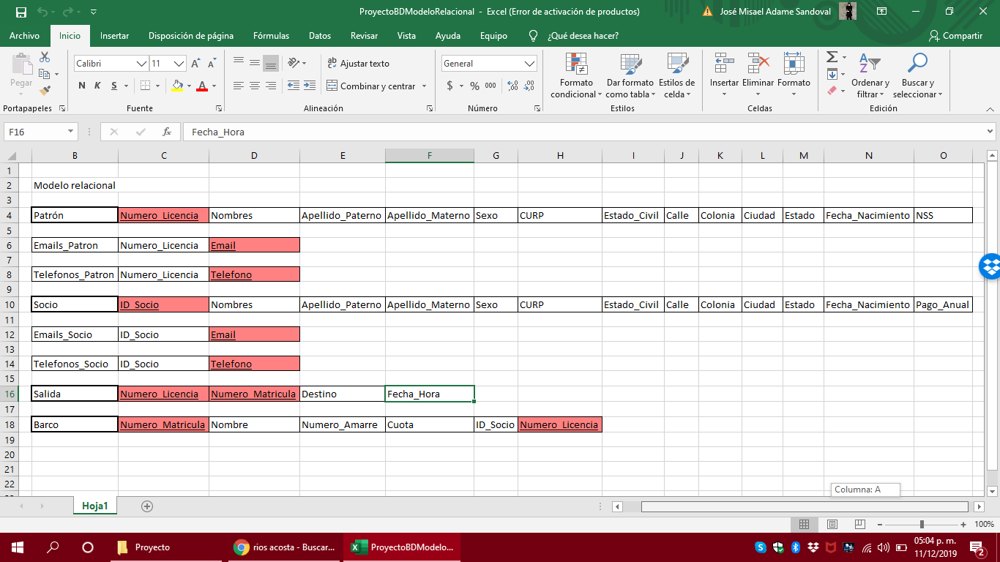 ProyectoBDModeloRelacional - Excel (Error de activación de productos)
José Misael Adame Sandoval
Archivo Inicio Insertar Disposición de página Fórmulas Datos Revisar Vista Ayuda Equipo ¿Qué desea hacer? Compartir
Pegar
Calibri 11
N K S
Ajustar texto
Combinar y centrar
General
$ % 000
Formato condicional
Dar formato como tabla
Estilos de celda
Insertar Eliminar Formato
Ordenar y filtrar
Buscar y seleccionar
Portapapeles Fuente Alineación Número Estilos Celdas Edición
F16 fx Fecha_Hora
B C D E F G H I J K L M N O
1
2 Modelo relacional
3
4 Patrón Numero_Licencia Nombres Apellido_Paterno Apellido_Materno Sexo CURP Estado_Civil Calle Colonia Ciudad Estado Fecha_Nacimiento NSS
5
6 Emails_Patron Numero_Licencia Email
7
8 Telefonos_Patron Numero_Licencia Telefono
9
10 Socio ID_Socio Nombres Apellido_Paterno Apellido_Materno Sexo CURP Estado_Civil Calle Colonia Ciudad Estado Fecha_Nacimiento Pago_Anual
11
12 Emails_Socio ID_Socio Email
13
14 Telefonos_Socio ID_Socio Telefono
15
16 Salida Numero_Licencia Numero_Matricula Destino Fecha_Hora
17
18 Barco Numero_Matricula Nombre Numero_Amarre Cuota ID_Socio Numero_Licencia
19
20
21
22
Columna: A
Hoja1
100%
Proyecto
rios acosta - Buscar...
ProyectoBDModelo...
05:04 p. m.
11/12/2019
2